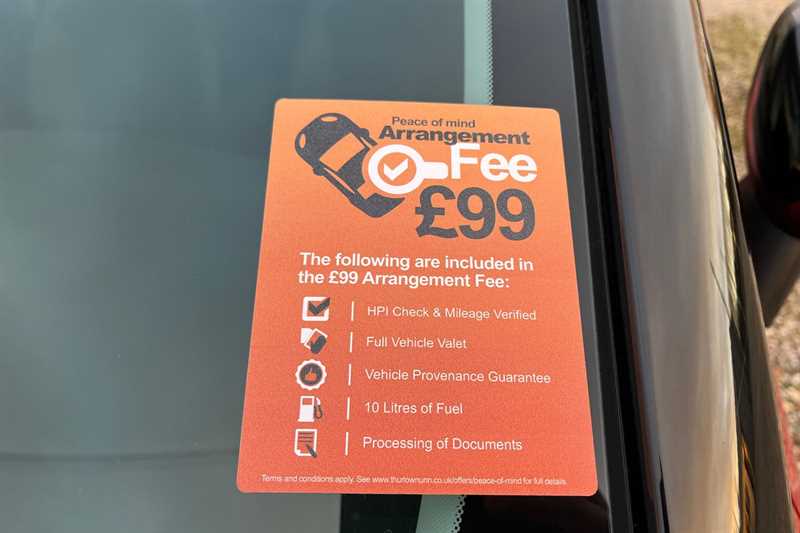 Peace of mind
Arrangement
Fee
£99
The following are included in
the £99 Arrangement Fee:
HPI Check & Mileage Verified
Full Vehicle Valet
Vehicle Provenance Guarantee
10 Litres of Fuel
Processing of Documents
Terms and conditions apply. See www.thurlownunn.co.uk/offers/peace-of-mind for full details.